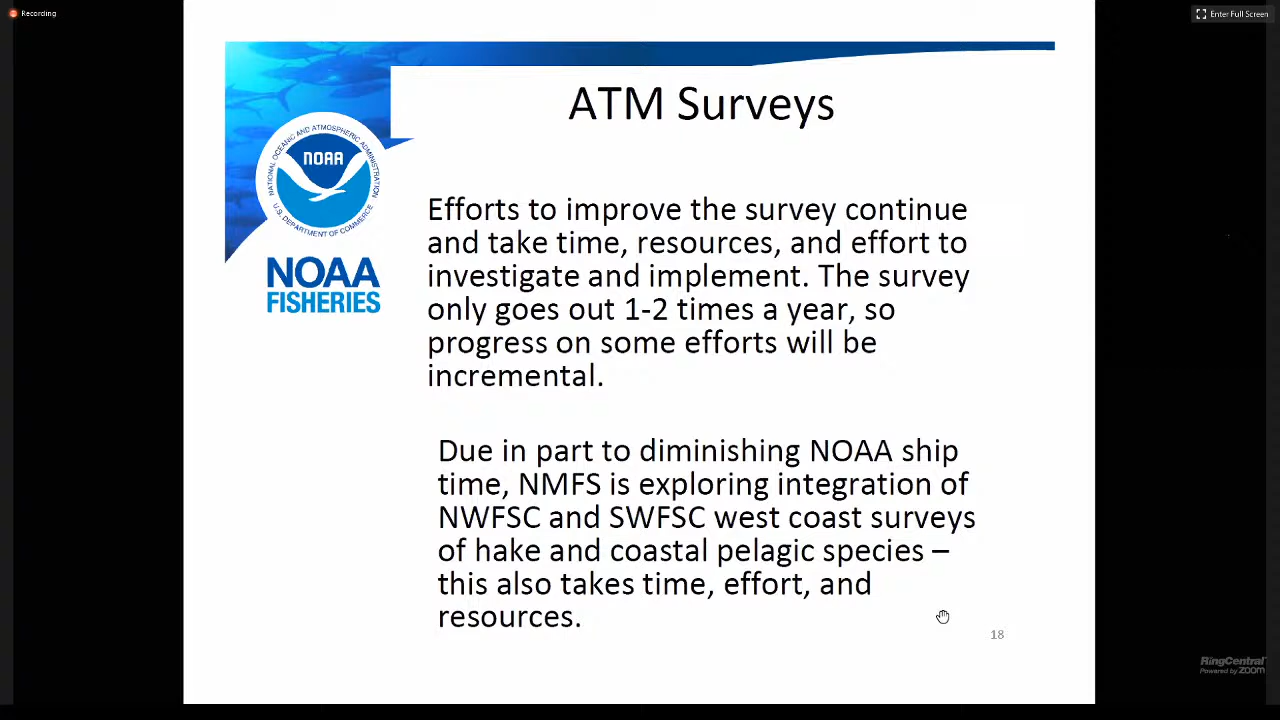 Recording
Enter Full Screen
ATM Surveys
NATIONAL OCEANIC AND ATMOSPHERIC ADMINISTRATION
NOAA
U.S. DEPARTMENT OF COMMERCE
NOAA
FISHERIES
Efforts to improve the survey continue
and take time, resources, and effort to
investigate and implement. The survey
only goes out 1-2 times a year, so
progress on some efforts will be
incremental.
Due in part to diminishing NOAA ship
time, NMFS is exploring integration of
NWFSC and SWFSC west coast surveys
of hake and coastal pelagic species –
this also takes time, effort, and
resources.
18
RingCentral
Powered by zoom